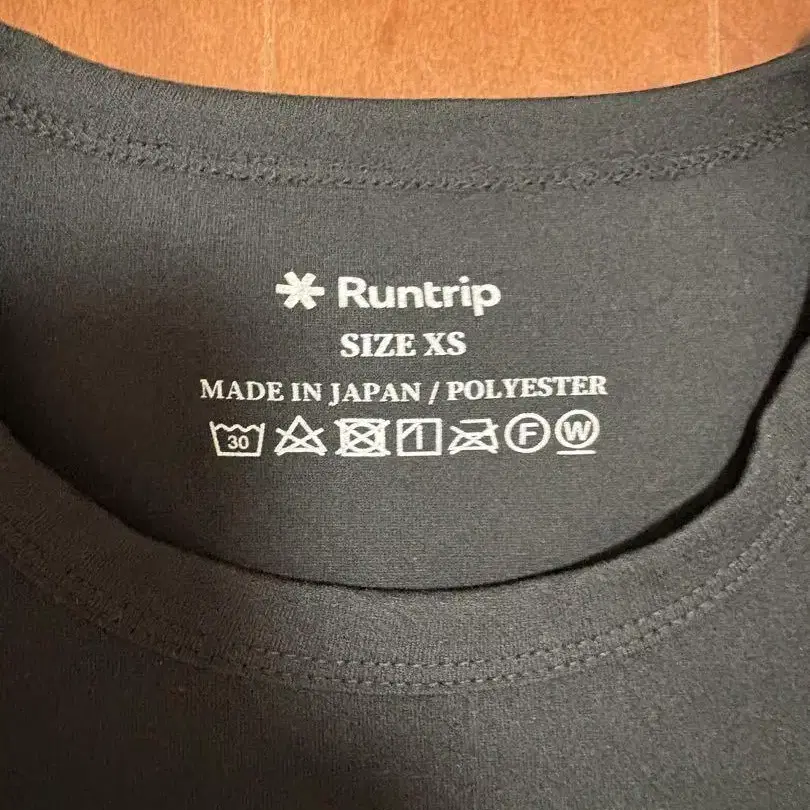 Runtrip
SIZE XS
MADE IN JAPAN / POLYESTER
30 F W